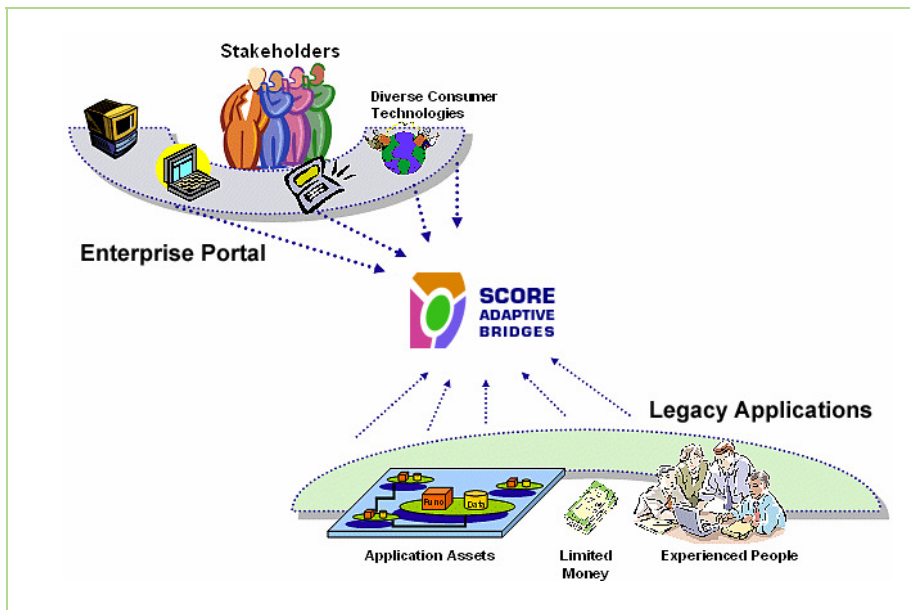 Stakeholders
Diverse Consumer
Technologies
Enterprise Portal
SCORE
ADAPTIVE
BRIDGES
Legacy Applications
Func
Data
Application Assets
Limited
Money
Experienced People